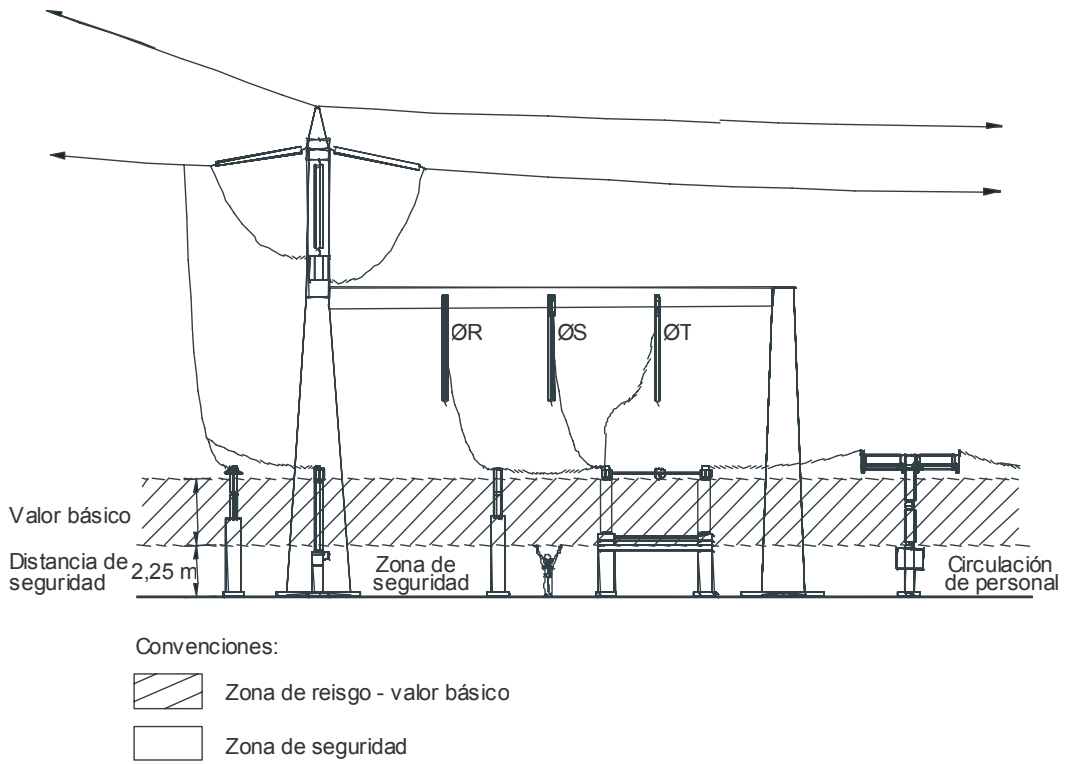 ØR
ØS
ØT
Valor básico
Distancia de
seguridad
2,25 m
Zona de
seguridad
Circulación
de personal
Convenciones:
Zona de reisgo - valor básico
Zona de seguridad